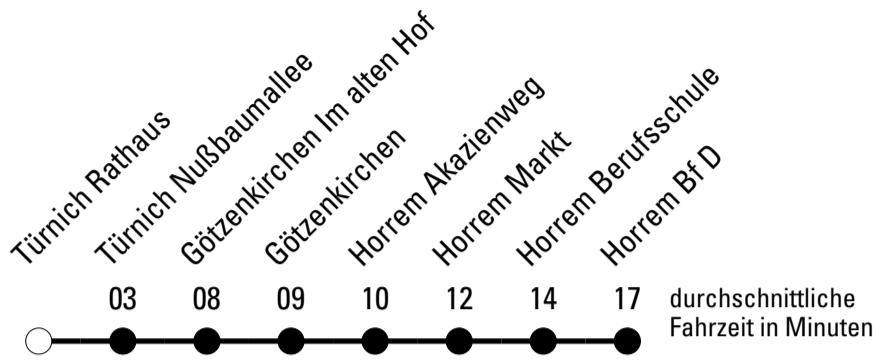 Türnich Rathaus
Türnich Nußbaumallee
Götzenkirchen Im alten Hof
Götzenkirchen
Horrem Akazienweg
Horrem Markt
Horrem Berufsschule
Horrem Bf D
03 08 09 10 12 14 17
durchschnittliche
Fahrzeit in Minuten